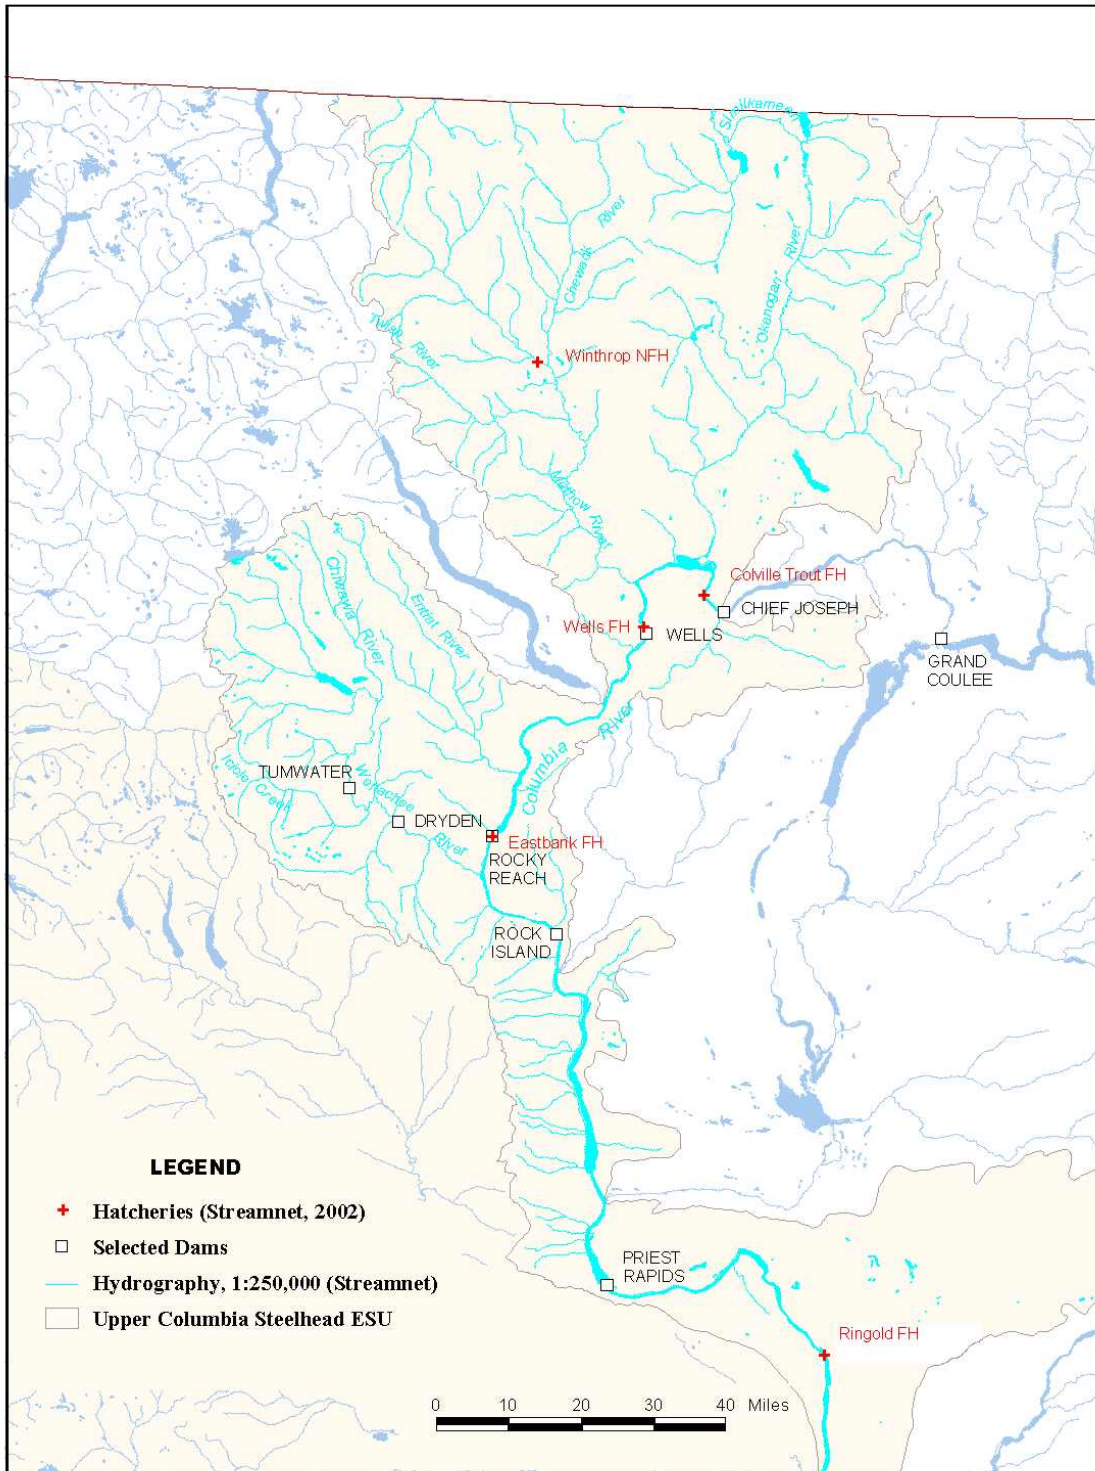 Similkameen
River
Chewack
River
"Okanogan"
Twisp River
Winthrop NFH
Methow River
Colville Trout FH
CHIEF JOSEPH
Wells FH
WELLS
GRAND
COULEE
Chiwawa River
Entiat River
Columbia River
TUMWATER
Icicle Creek
Wenatchee
River
DRYDEN
Eastbank FH
ROCKY
REACH
ROCK
ISLAND
LEGEND
Hatcheries (Streamnet, 2002)
Selected Dams
Hydrography, 1:250,000 (Streamnet)
Upper Columbia Steelhead ESU
PRIEST
RAPIDS
Ringold FH
0 10 20 30 40 Miles